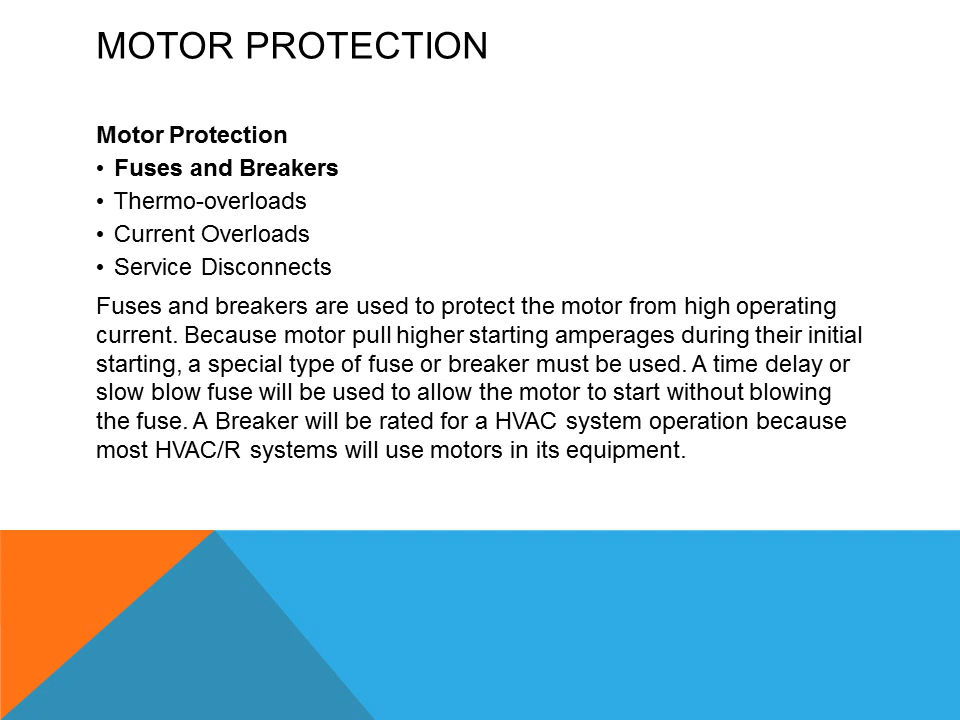 MOTOR PROTECTION
Motor Protection
• Fuses and Breakers
• Thermo-overloads
• Current Overloads
• Service Disconnects
Fuses and breakers are used to protect the motor from high operating
current. Because motor pull higher starting amperages during their initial
starting, a special type of fuse or breaker must be used. A time delay or
slow blow fuse will be used to allow the motor to start without blowing
the fuse. A Breaker will be rated for a HVAC system operation because
most HVAC/R systems will use motors in its equipment.